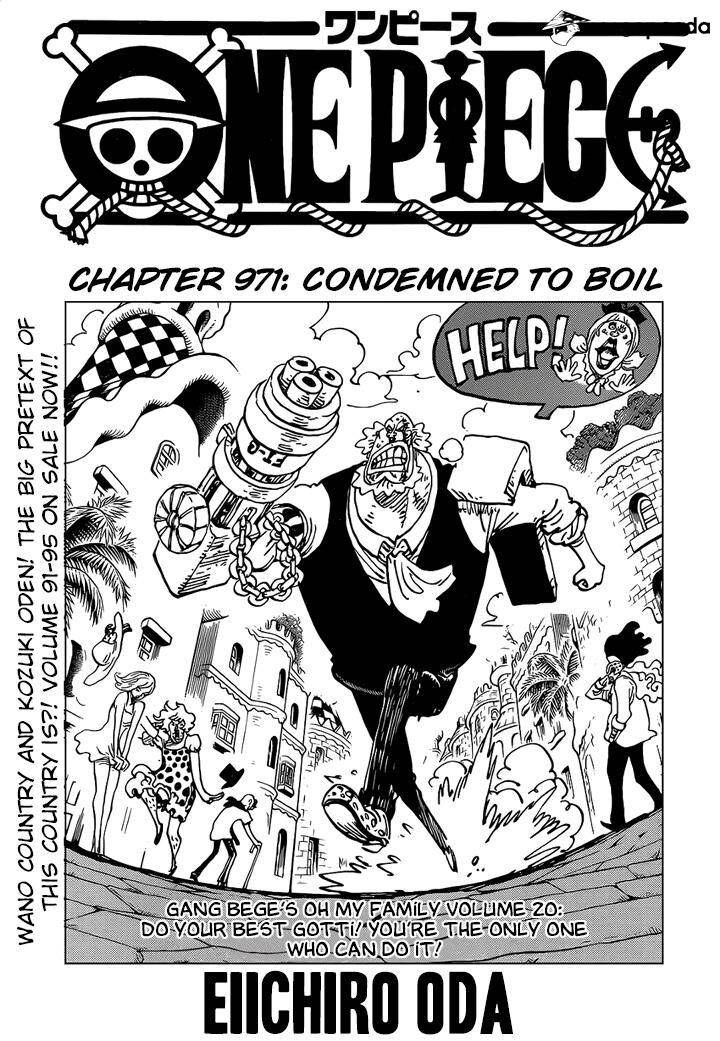 ワンピース
ONE PIECE
CHAPTER 971: CONDEMNED TO BOIL
WANO COUNTRY AND KOZUKI ODEN! THE BIG PRETEXT OF
THIS COUNTRY IS?! VOLUME 91-95 ON SALE NOW!!
HELP!
GANG BEGE'S OH MY FAMILY VOLUME 20:
DO YOUR BEST GOTTI! YOU'RE THE ONLY ONE
WHO CAN DO IT!
EIICHIRO ODA